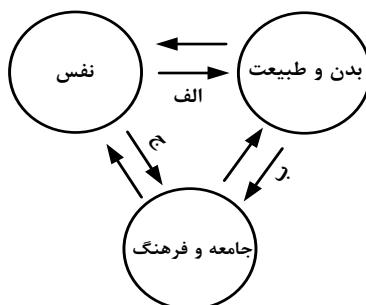 بدن و طبیعت
نفس
الف
ج
ب
جامعه و فرهنگ